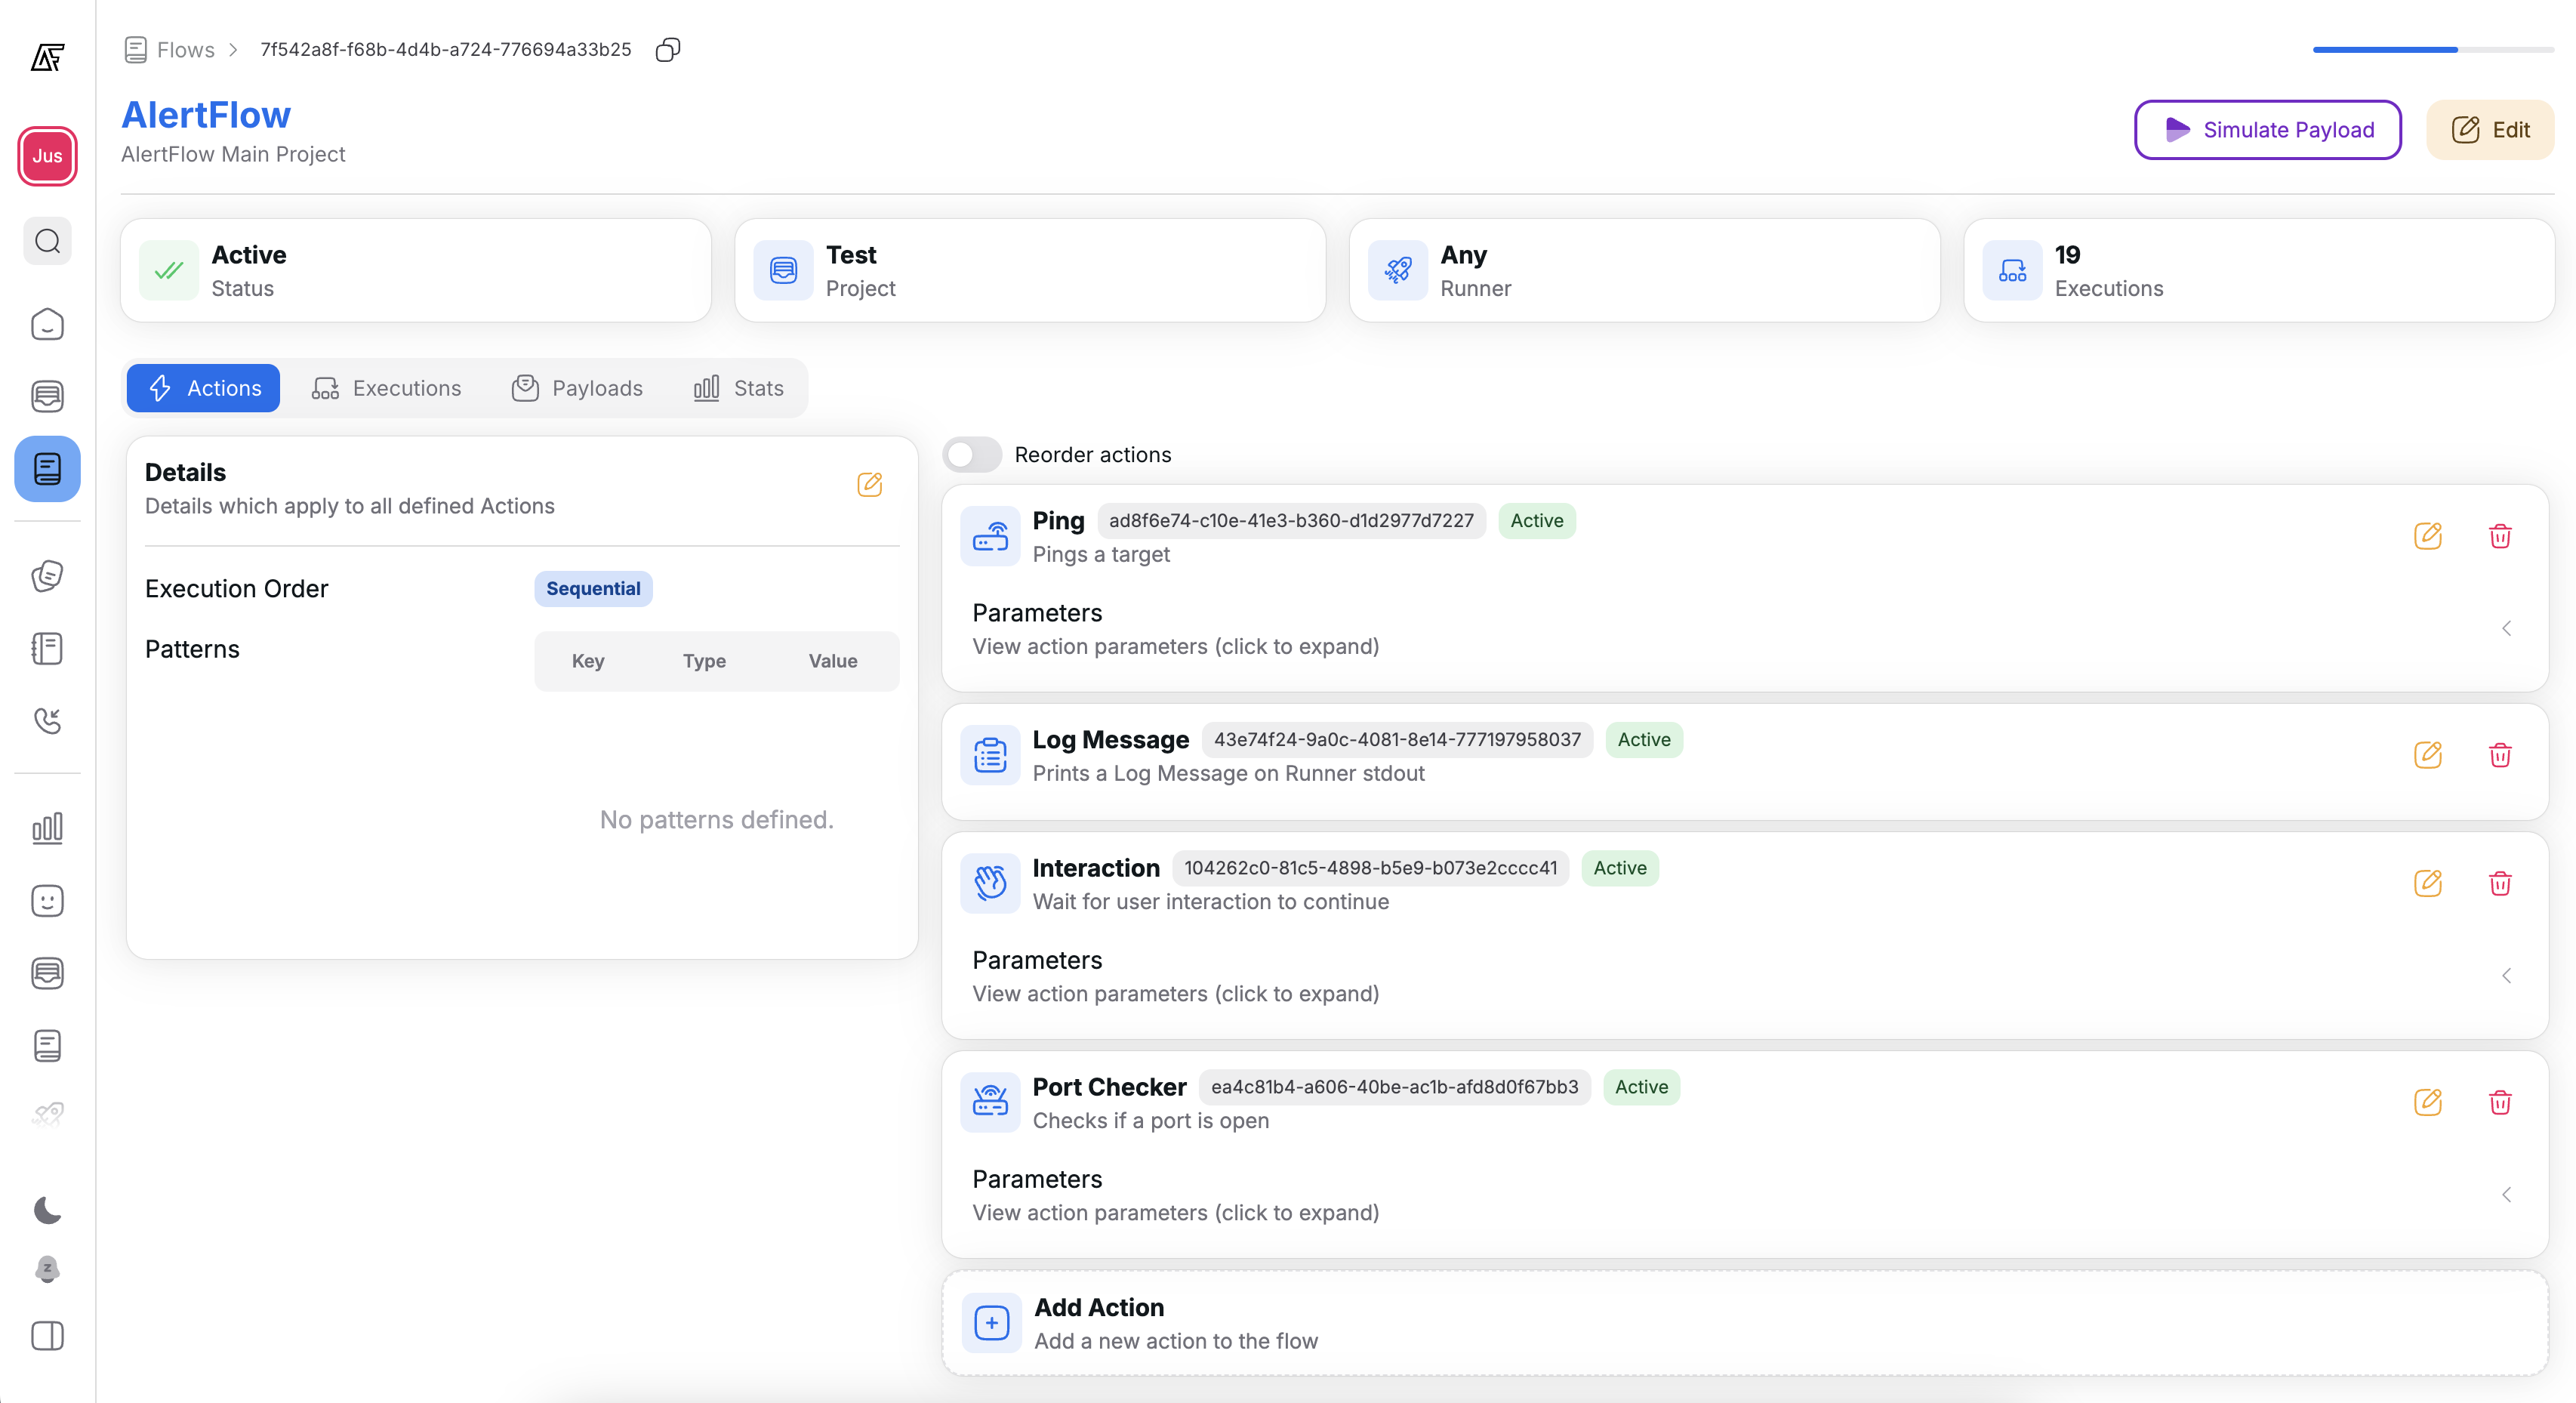 Flows
7f542a8f-f68b-4d4b-a724-776694a33b25
AlertFlow
AlertFlow Main Project
Simulate Payload
Edit
Jus
Active
Status
Test
Project
Any
Runner
19
Executions
Actions
Executions
Payloads
Stats
Details
Details which apply to all defined Actions
Execution Order
Sequential
Patterns
Key Type Value
No patterns defined.
Reorder actions
Ping ad8f6e74-c10e-41e3-b360-d1d2977d7227 Active
Pings a target
Parameters
View action parameters (click to expand)
Log Message 43e74f24-9a0c-4081-8e14-777197958037 Active
Prints a Log Message on Runner stdout
Interaction 104262c0-81c5-4898-b5e9-b073e2cccc41 Active
Wait for user interaction to continue
Parameters
View action parameters (click to expand)
Port Checker ea4c81b4-a606-40be-ac1b-afd8d0f67bb3 Active
Checks if a port is open
Parameters
View action parameters (click to expand)
Add Action
Add a new action to the flow